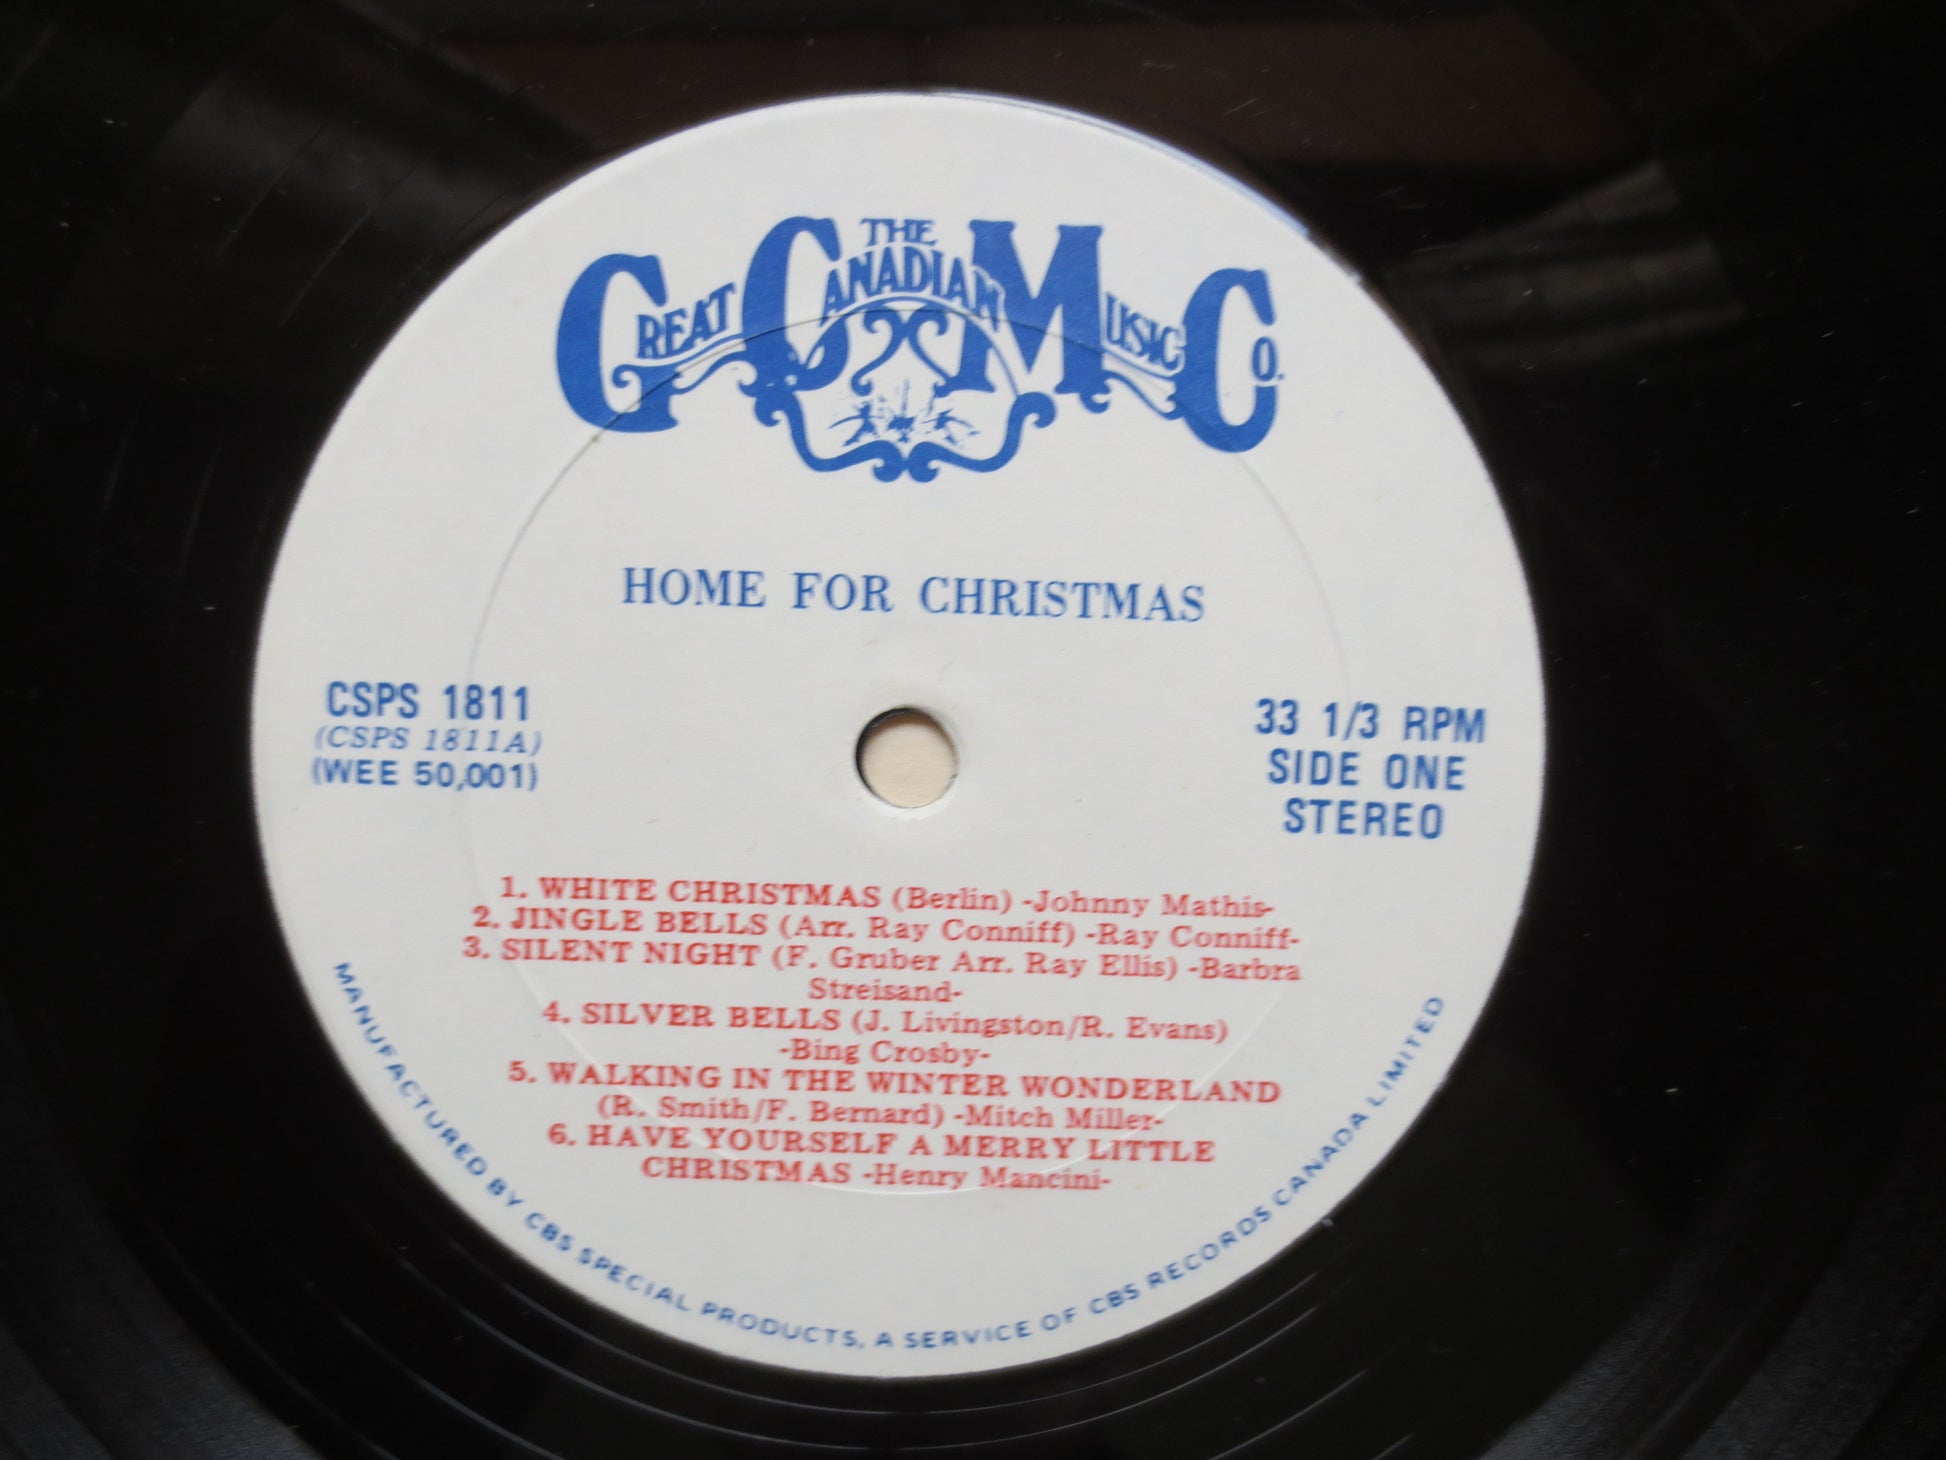 THE
GREAT CANADIAN MUSIC CO.
HOME FOR CHRISTMAS
CSPS 1811
(CSPS 1811A)
(WEE 50,001)
33 1/3 RPM
SIDE ONE
STEREO
1. WHITE CHRISTMAS (Berlin) -Johnny Mathis-
2. JINGLE BELLS (Arr. Ray Conniff) -Ray Conniff-
3. SILENT NIGHT (F. Gruber Arr. Ray Ellis) -Barbra
Streisand-
4. SILVER BELLS (J. Livingston/R. Evans)
-Bing Crosby-
5. WALKING IN THE WINTER WONDERLAND
(R. Smith/F. Bernard) -Mitch Miller-
6. HAVE YOURSELF A MERRY LITTLE
CHRISTMAS -Henry Mancini-
MANUFACTURED BY CBS SPECIAL PRODUCTS, A SERVICE OF CBS RECORDS CANADA LIMITED